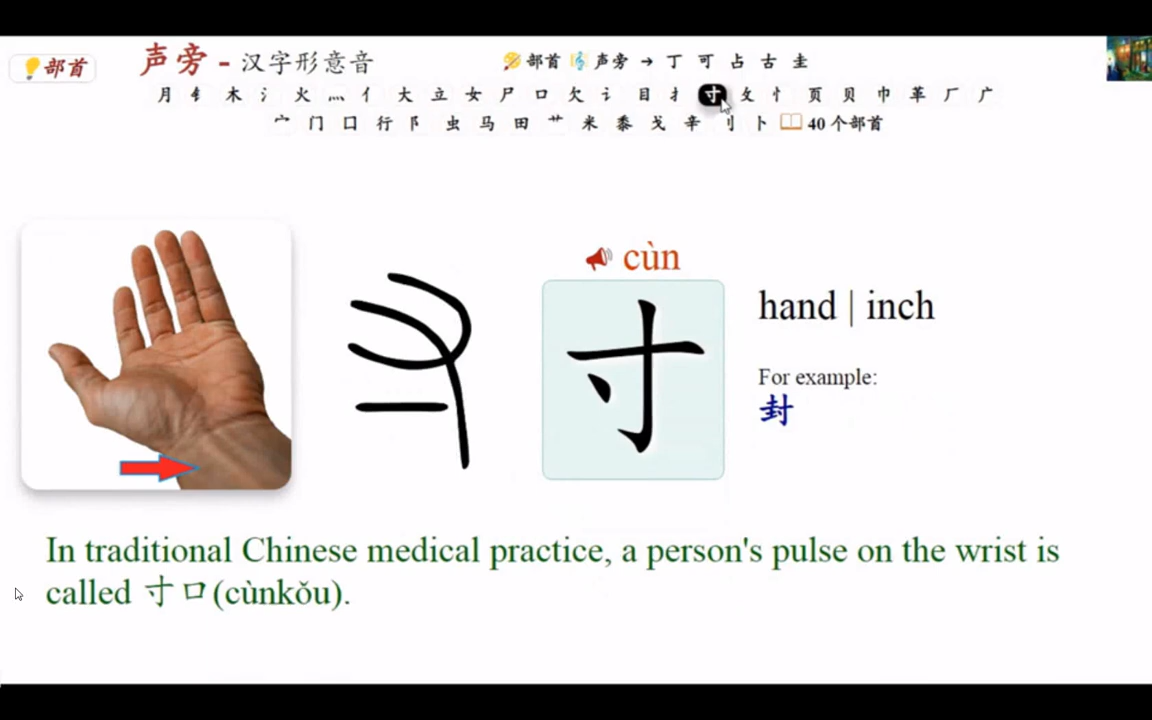 部首
声旁 - 汉字形意音
部首 声旁 → 丁 可 占 古 圭
月 钅 木 氵 火 灬 亻 大 立 女 尸 口 欠 讠 目 扌 寸 攵 忄 页 贝 巾 革 厂 广
宀 门 囗 行 阝 虫 马 田 艹 米 黍 戈 辛 刂 卜 40 个部首
cùn
寸
hand | inch
For example:
封
In traditional Chinese medical practice, a person's pulse on the wrist is
called 寸口(cùnkǒu).